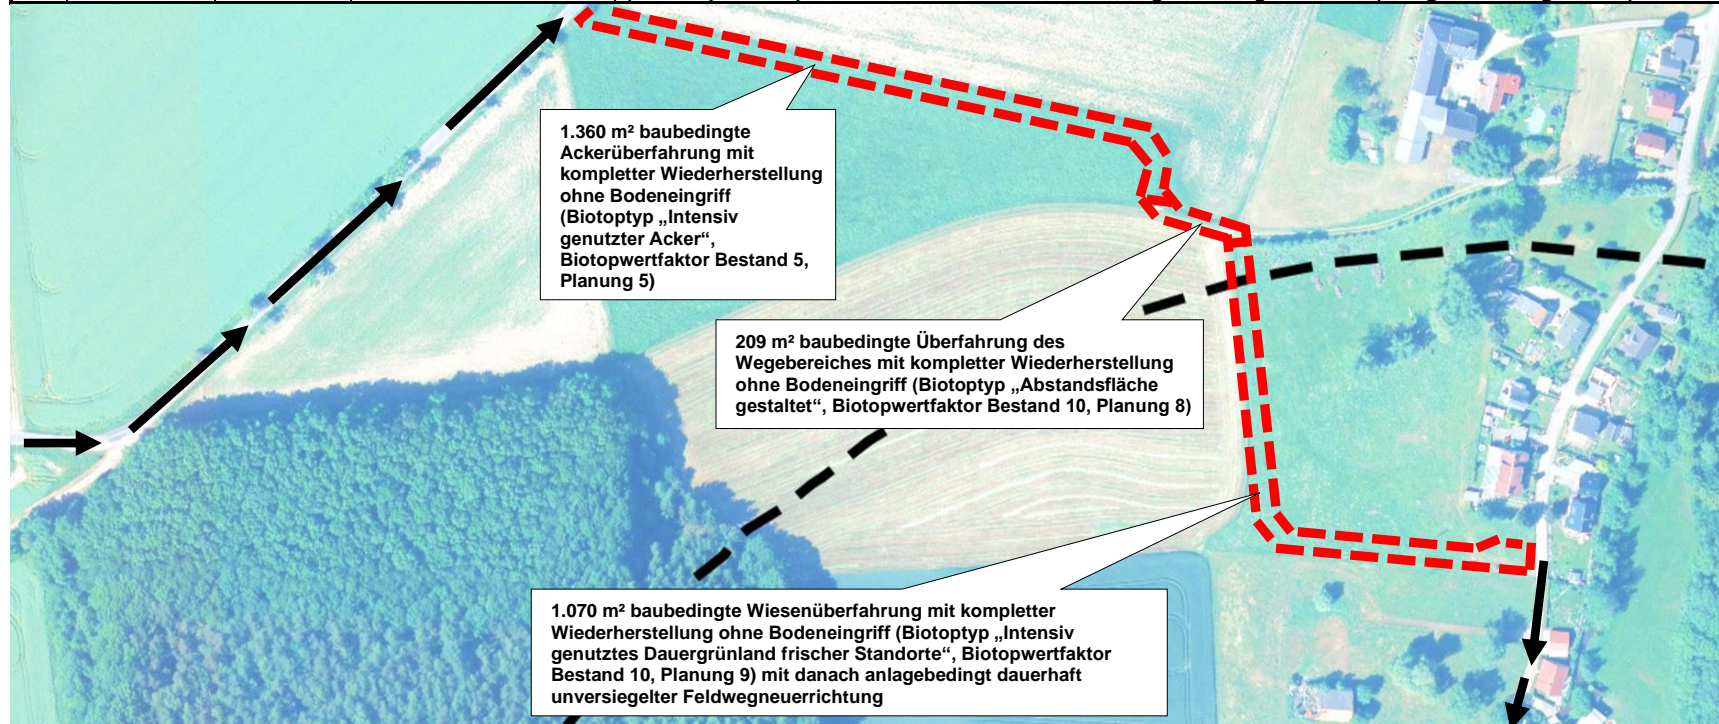 1.360 m² baubedingte
Ackerüberfahrung mit
kompletter Wiederherstellung
ohne Bodeneingriff
(Biotoptyp „Intensiv
genutzter Acker“,
Biotopwertfaktor Bestand 5,
Planung 5)
209 m² baubedingte Überfahrung des
Wegebereiches mit kompletter Wiederherstellung
ohne Bodeneingriff (Biotoptyp „Abstandsfläche
gestaltet“, Biotopwertfaktor Bestand 10, Planung 8)
1.070 m² baubedingte Wiesenüberfahrung mit kompletter
Wiederherstellung ohne Bodeneingriff (Biotoptyp „Intensiv
genutztes Dauergrünland frischer Standorte“, Biotopwertfaktor
Bestand 10, Planung 9) mit danach anlagebedingt dauerhaft
unversiegelter Feldwegneuerrichtung